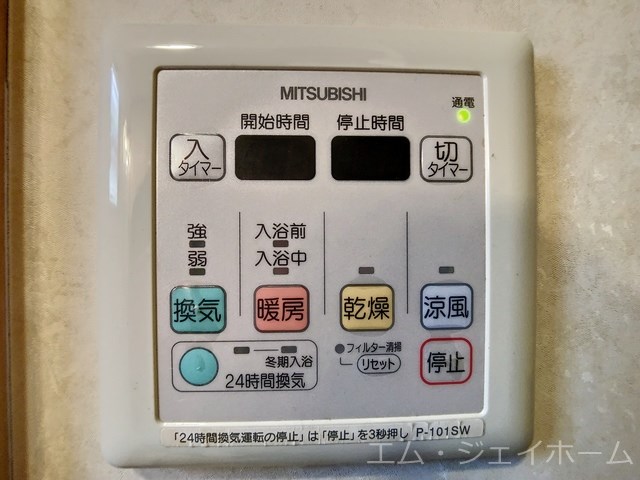 MITSUBISHI
通電
開始時間 停止時間
入
タイマー
切
タイマー
強
弱
入浴前
入浴中
換気 暖房 乾燥 涼風
冬期入浴
24時間換気
フィルター清掃
リセット
停止
「24時間換気運転の停止」は「停止」を3秒押し P-101SW
エム・ジェイホーム